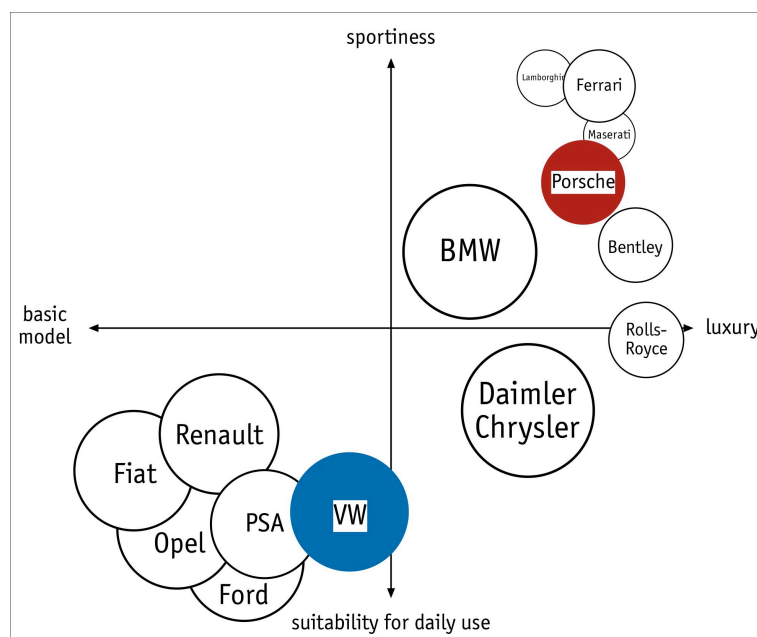 sportiness
Lamborghini
Ferrari
Maserati
Porsche
BMW
Bentley
basic
model
luxury
Rolls-
Royce
Daimler
Chrysler
Renault
Fiat
PSA
VW
Opel
Ford
suitability for daily use